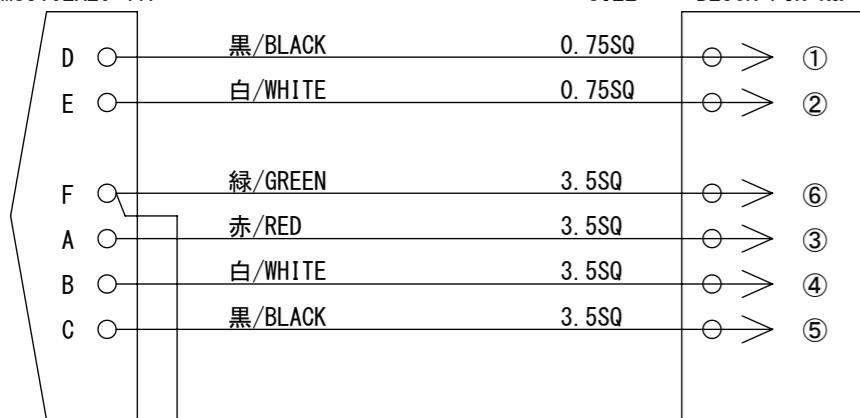 D 黒/BLACK 0.75SQ ①
E 白/WHITE 0.75SQ ②
F 緑/GREEN 3.5SQ ⑥
A 赤/RED 3.5SQ ③
B 白/WHITE 3.5SQ ④
C 黒/BLACK 3.5SQ ⑤